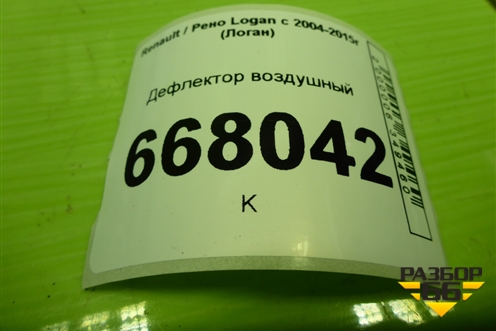 Renault / Рено Logan с 2004-2015г
(Логан)
Дефлектор воздушный
668042
К
РАЗБОР
66